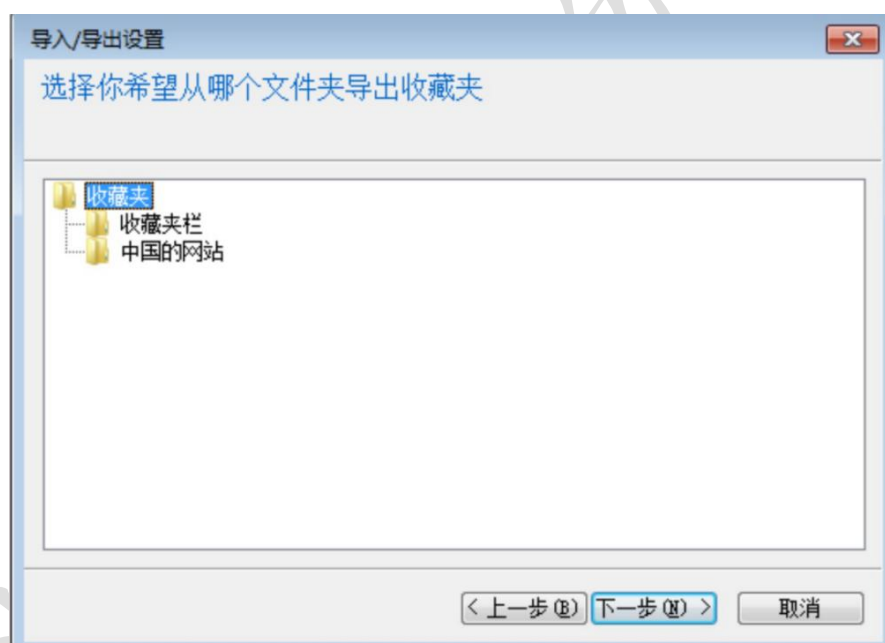 导入/导出设置
选择你希望从哪个文件夹导出收藏夹
收藏夹
收藏夹栏
中国的网站
< 上一步(B) 下一步(N) > 取消